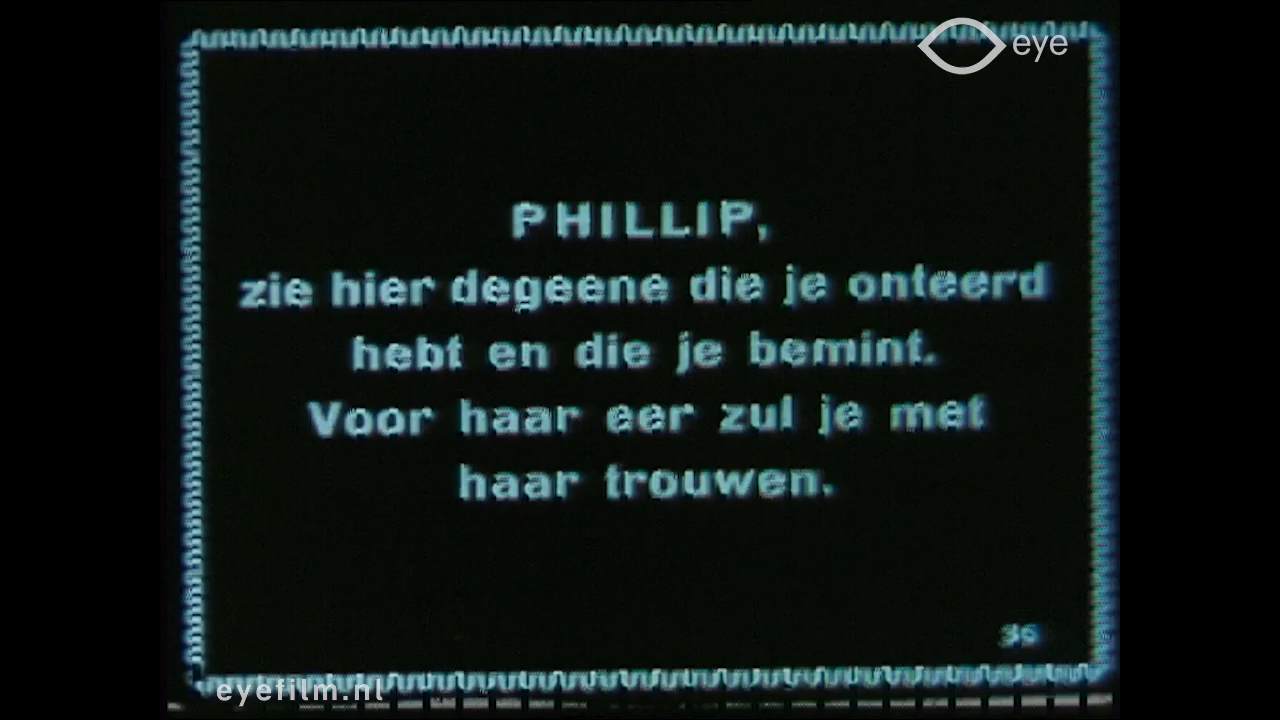 eye
PHILLIP,
zie hier degeene die je onteerd
hebt en die je bemint.
Voor haar eer zul je met
haar trouwen.
36
eyefilm.nl